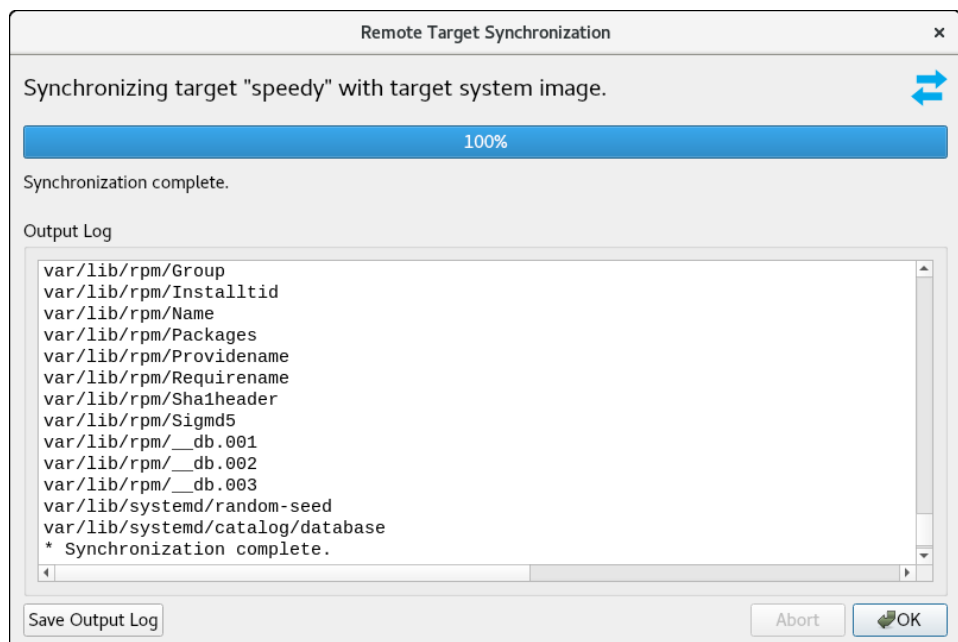 Remote Target Synchronization
Synchronizing target "speedy" with target system image.
100%
Synchronization complete.
Output Log
var/lib/rpm/Group
var/lib/rpm/Installtid
var/lib/rpm/Name
var/lib/rpm/Packages
var/lib/rpm/Providename
var/lib/rpm/Requirename
var/lib/rpm/Sha1header
var/lib/rpm/Sigmd5
var/lib/rpm/__db.001
var/lib/rpm/__db.002
var/lib/rpm/__db.003
var/lib/systemd/random-seed
var/lib/systemd/catalog/database
* Synchronization complete.
Save Output Log
Abort
OK